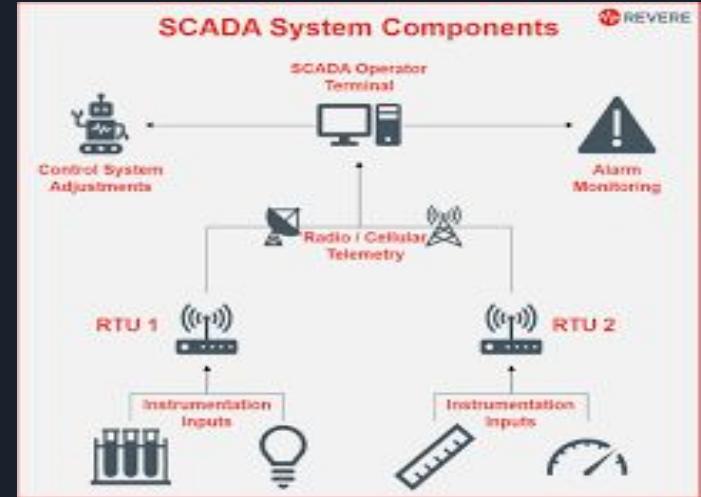 SCADA System Components
REVERE
SCADA Operator
Terminal
Control System
Adjustments
Alarm
Monitoring
Radio / Cellular
Telemetry
RTU 1
RTU 2
Instrumentation
Inputs
Instrumentation
Inputs